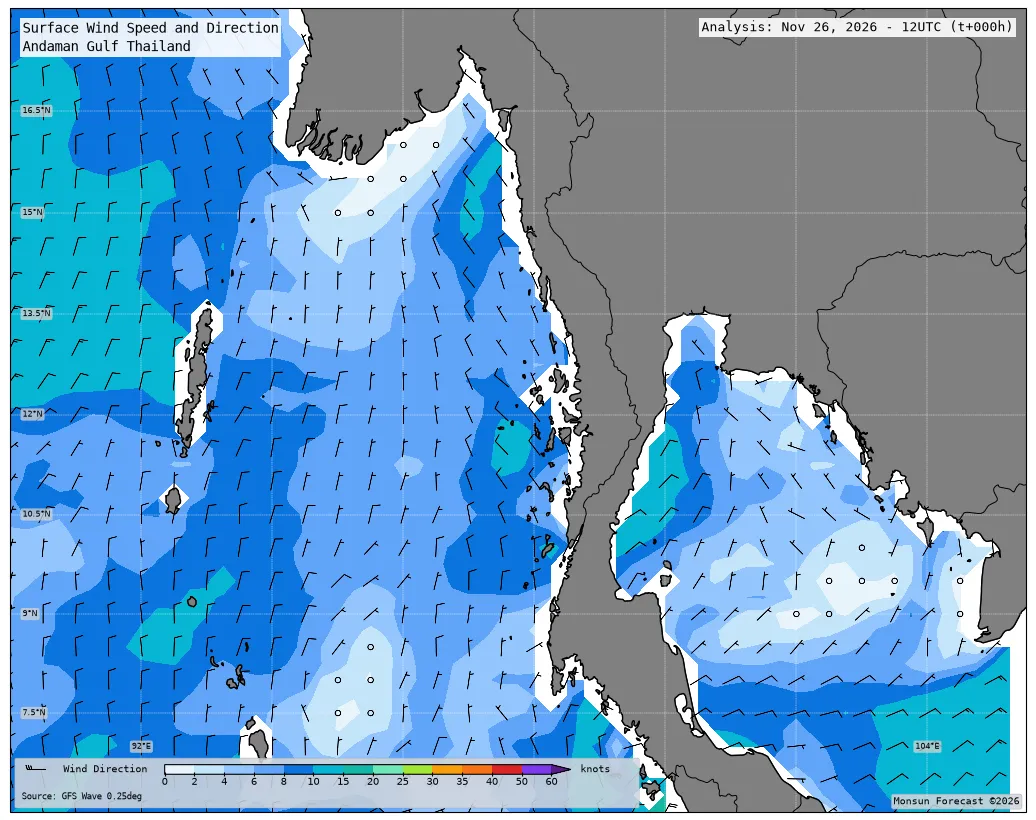 Surface Wind Speed and Direction
Andaman Gulf Thailand
Analysis: Nov 26, 2026 - 12UTC (t+000h)
16.5°N
15°N
13.5°N
12°N
10.5°N
9°N
7.5°N
92°E
104°E
Wind Direction
knots
0 2 4 6 8 10 15 20 25 30 40 50 60
Source: GFS Wave 0.25deg
Monsun Forecast ©2026